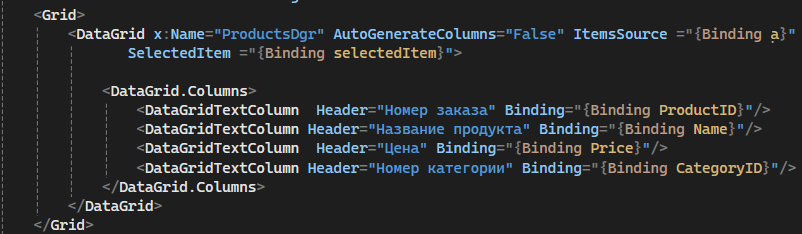 <Grid>
<DataGrid x:Name="ProductsDgr" AutoGenerateColumns="False" ItemsSource ="{Binding a}"
SelectedItem ="{Binding selectedItem}">
<DataGrid.Columns>
<DataGridTextColumn  Header="Номер заказа" Binding="{Binding ProductID}"/>
<DataGridTextColumn Header="Название продукта" Binding="{Binding Name}"/>
<DataGridTextColumn  Header="Цена" Binding="{Binding Price}"/>
<DataGridTextColumn Header="Номер категории" Binding="{Binding CategoryID}"/>
</DataGrid.Columns>
</DataGrid>
</Grid>